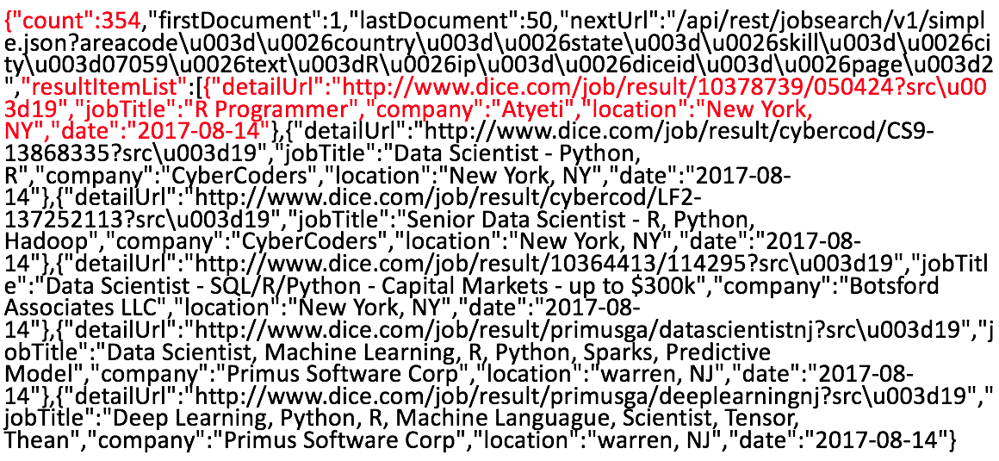 {"count":354,"firstDocument":1,"lastDocument":50,"nextUrl":"/api/rest/jobsearch/v1/simpl
e.json?areacode\u003d\u0026country\u003d\u0026state\u003d\u0026skill\u003d\u0026ci
ty\u003d07059\u0026text\u003dR\u0026ip\u003d\u0026diceid\u003d\u0026page\u003d2
","resultItemList":[{"detailUrl":"http://www.dice.com/job/result/10378739/050424?src\u00
3d19","jobTitle":"R Programmer","company":"Atyeti","location":"New York,
NY","date":"2017-08-14"},{"detailUrl":"http://www.dice.com/job/result/cybercod/CS9-
13868335?src\u003d19","jobTitle":"Data Scientist - Python,
R","company":"CyberCoders","location":"New York, NY","date":"2017-08-
14"},{"detailUrl":"http://www.dice.com/job/result/cybercod/LF2-
137252113?src\u003d19","jobTitle":"Senior Data Scientist - R, Python,
Hadoop","company":"CyberCoders","location":"New York, NY","date":"2017-08-
14"},{"detailUrl":"http://www.dice.com/job/result/10364413/114295?src\u003d19","jobTitl
e":"Data Scientist - SQL/R/Python - Capital Markets - up to $300k","company":"Botsford
Associates LLC","location":"New York, NY","date":"2017-08-
14"},{"detailUrl":"http://www.dice.com/job/result/primusga/datascientistnj?src\u003d19","j
obTitle":"Data Scientist, Machine Learning, R, Python, Sparks, Predictive
Model","company":"Primus Software Corp","location":"warren, NJ","date":"2017-08-
14"},{"detailUrl":"http://www.dice.com/job/result/primusga/deeplearningnj?src\u003d19","
jobTitle":"Deep Learning, Python, R, Machine Languague, Scientist, Tensor,
Thean","company":"Primus Software Corp","location":"warren, NJ","date":"2017-08-14"}